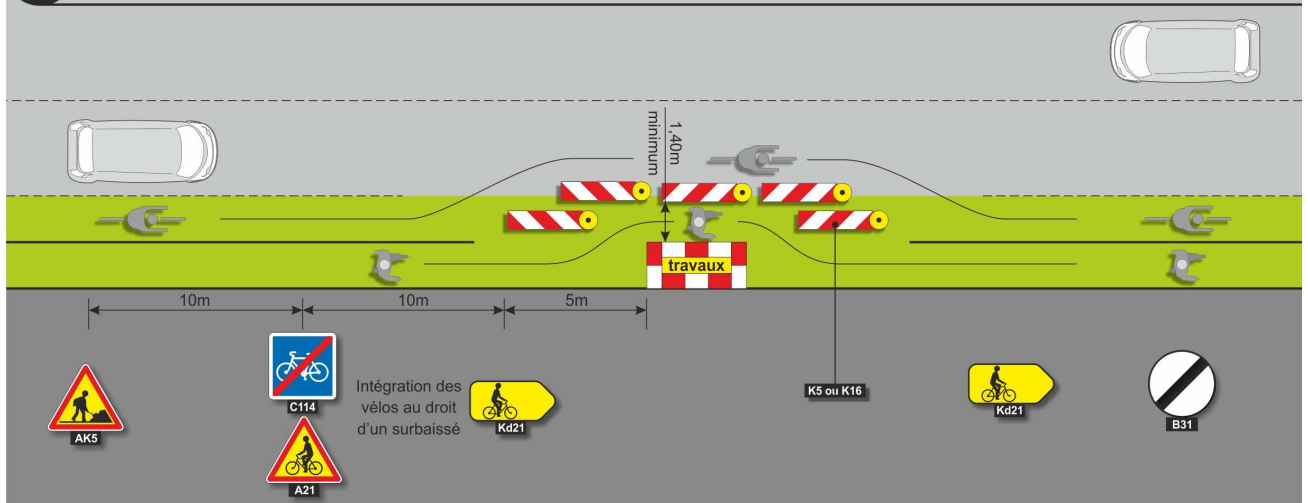 1,40m
minimum
travaux
10m
10m
5m
AK5
C114
A21
Intégration des
vélos au droit
d'un surbaissé
Kd21
K5 ou K16
Kd21
B31